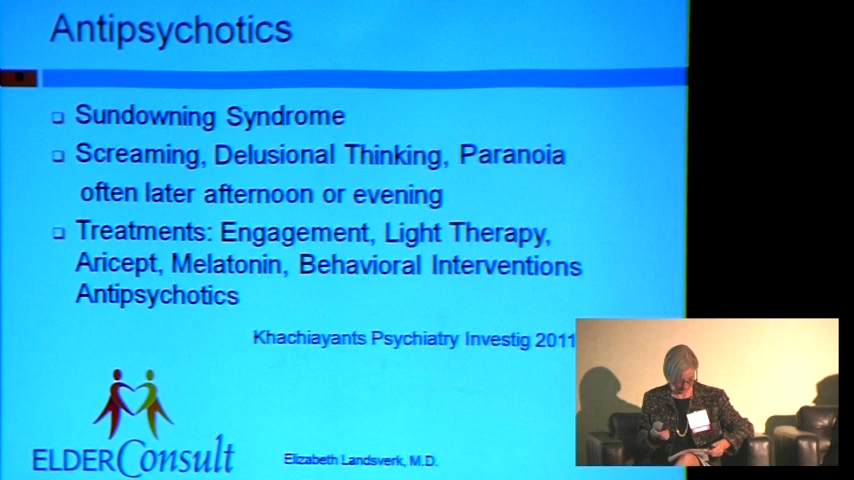 Antipsychotics
Sundowning Syndrome
Screaming, Delusional Thinking, Paranoia
often later afternoon or evening
Treatments: Engagement, Light Therapy,
Aricept, Melatonin, Behavioral Interventions
Antipsychotics
Khachiayants Psychiatry Investig 2011
ELDERConsult
Elizabeth Landsverk, M.D.